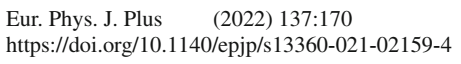 Eur. Phys. J. Plus (2022) 137:170
https://doi.org/10.1140/epjp/s13360-021-02159-4